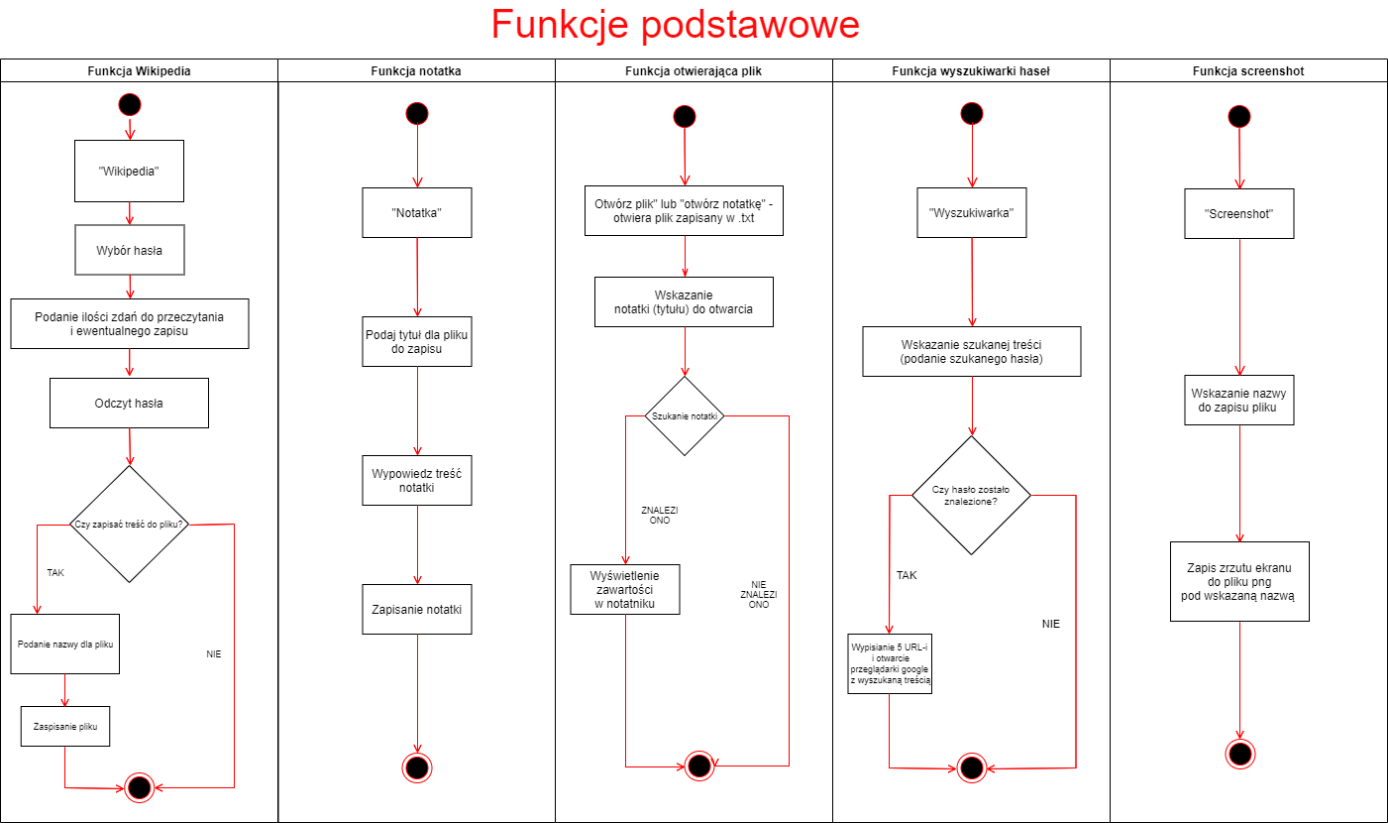 Funkcje podstawowe
Funkcja Wikipedia
"Wikipedia"
Wybór hasła
Podanie ilości zdań do przeczytania
i ewentualnego zapisu
Odczyt hasła
Czy zapisać treść do pliku?
TAK
NIE
Podanie nazwy dla pliku
Zaspisanie pliku
Funkcja notatka
"Notatka"
Podaj tytuł dla pliku
do zapisu
Wypowiedz treść
notatki
Zapisanie notatki
Funkcja otwierająca plik
Otwórz plik" lub "otwórz notatkę" -
otwiera plik zapisany w .txt
Wskazanie
notatki (tytułu) do otwarcia
Szukanie notatki
ZNALEZI
ONO
NIE
ZNALEZI
ONO
Wyświetlenie
zawartości
w notatniku
Funkcja wyszukiwarki haseł
"Wyszukiwarka"
Wskazanie szukanej treści
(podanie szukanego hasła)
Czy hasło zostało
znalezione?
TAK
NIE
Wypisianie 5 URL-i
i otwarcie
przeglądarki google
z wyszukaną treścią
Funkcja screenshot
"Screenshot"
Wskazanie nazwy
do zapisu pliku
Zapis zrzutu ekranu
do pliku png
pod wskazaną nazwą